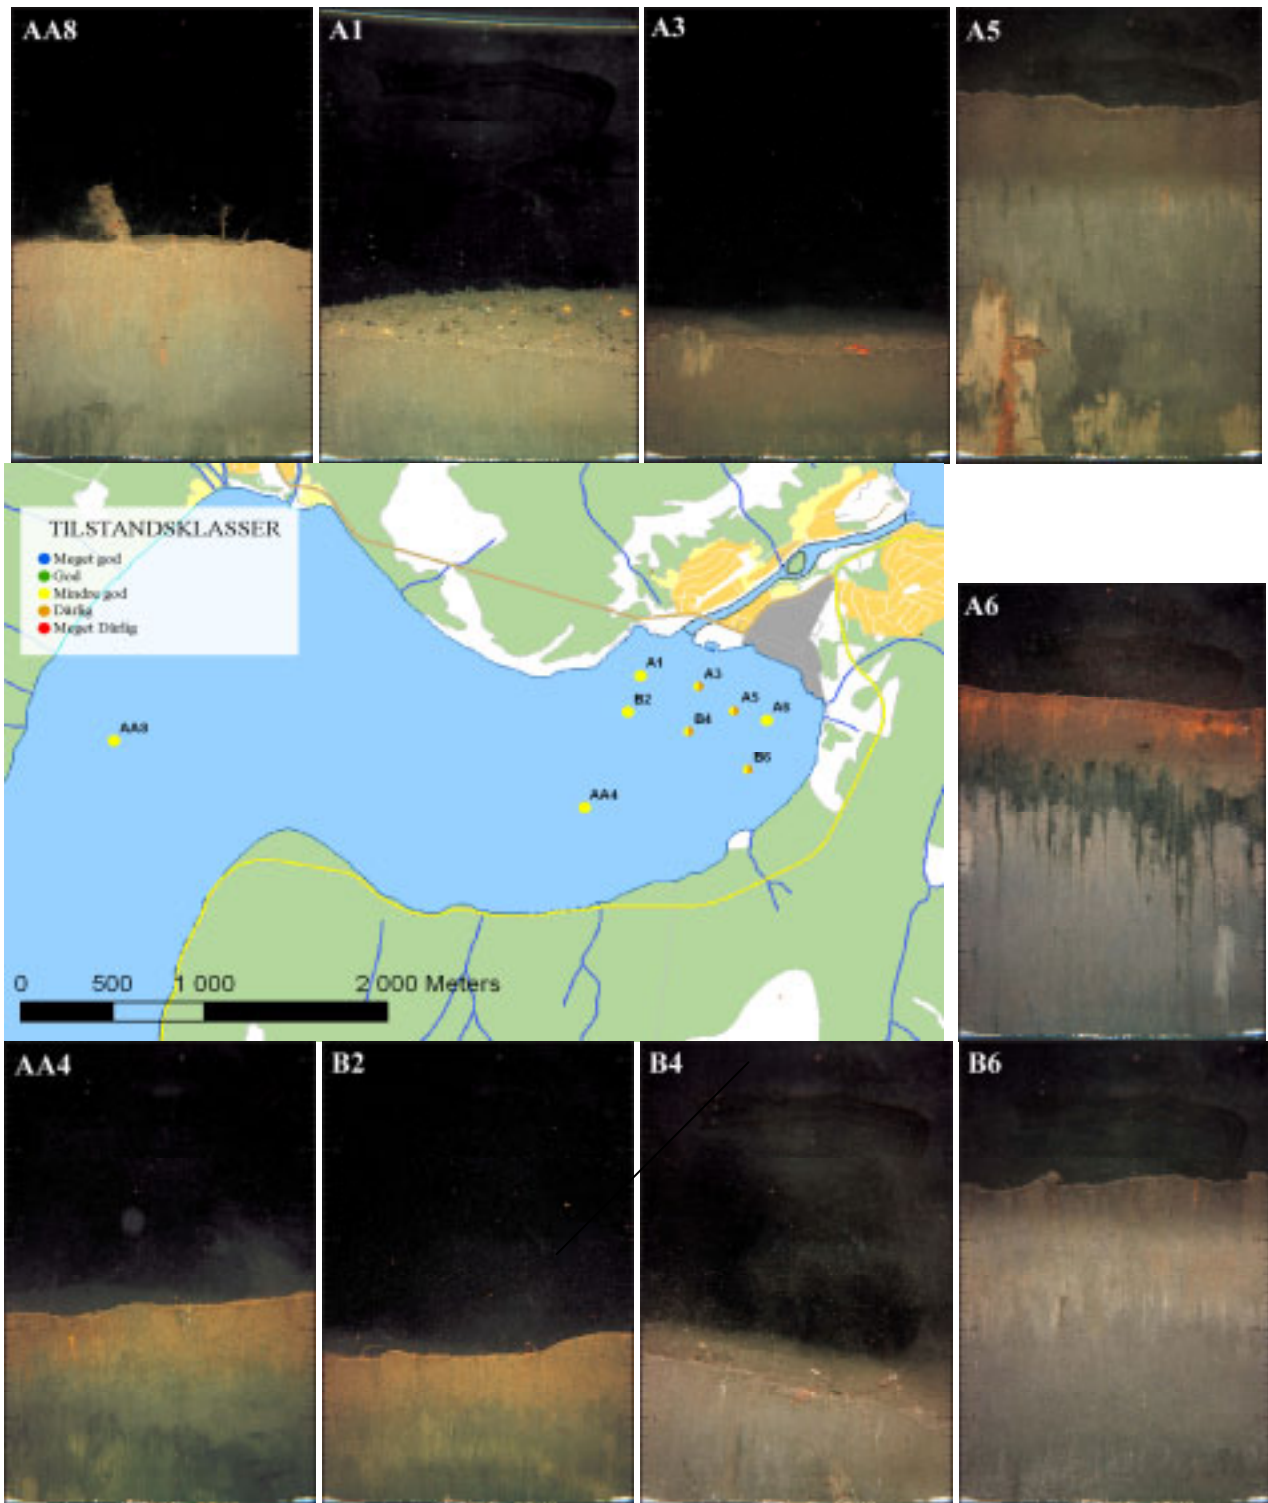 AA8
A1
A3
A5
TILSTANDSKLASSER
Meget god
God
Mindre god
Dårlig
Meget Dårlig
A1
A3
B2
A5
A6
B4
AA8
B6
AA4
0 500 1 000 2 000 Meters
A6
AA4
B2
B4
B6